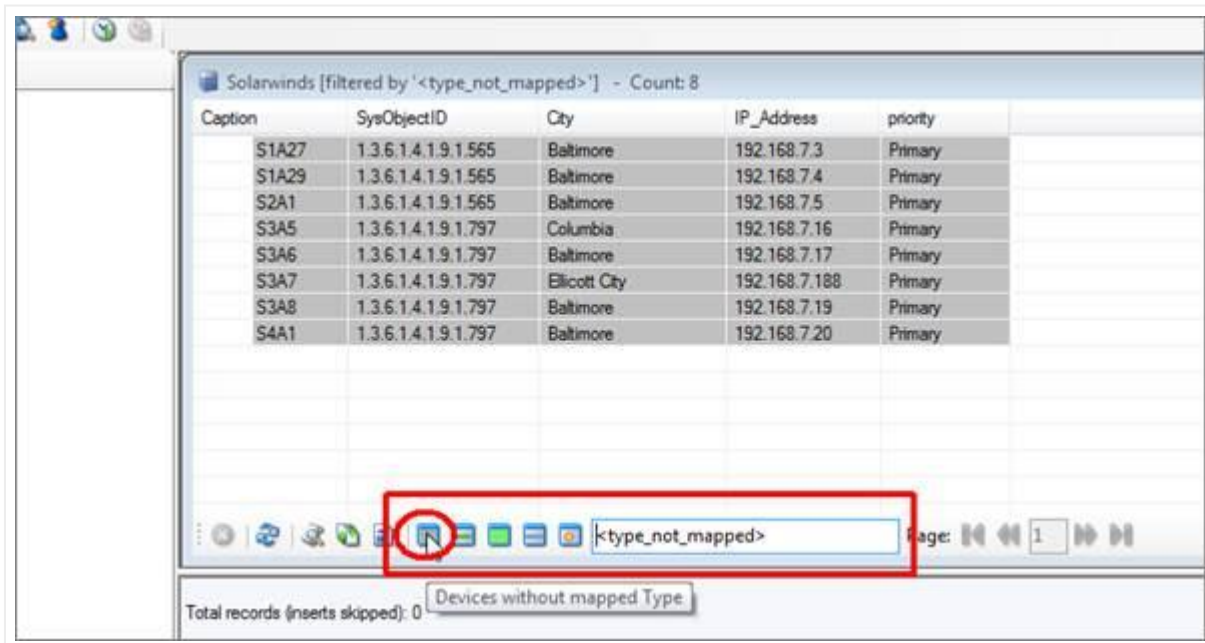 Solarwinds [filtered by '<type_not_mapped>'] - Count: 8
Caption SysObjectID City IP_Address priority
S1A27 1.3.6.1.4.1.9.1.565 Baltimore 192.168.7.3 Primary
S1A29 1.3.6.1.4.1.9.1.565 Baltimore 192.168.7.4 Primary
S2A1 1.3.6.1.4.1.9.1.565 Baltimore 192.168.7.5 Primary
S3A5 1.3.6.1.4.1.9.1.797 Columbia 192.168.7.16 Primary
S3A6 1.3.6.1.4.1.9.1.797 Baltimore 192.168.7.17 Primary
S3A7 1.3.6.1.4.1.9.1.797 Ellicott City 192.168.7.188 Primary
S3A8 1.3.6.1.4.1.9.1.797 Baltimore 192.168.7.19 Primary
S4A1 1.3.6.1.4.1.9.1.797 Baltimore 192.168.7.20 Primary
<type_not_mapped> Page: 1
Devices without mapped Type
Total records (inserts skipped): 0